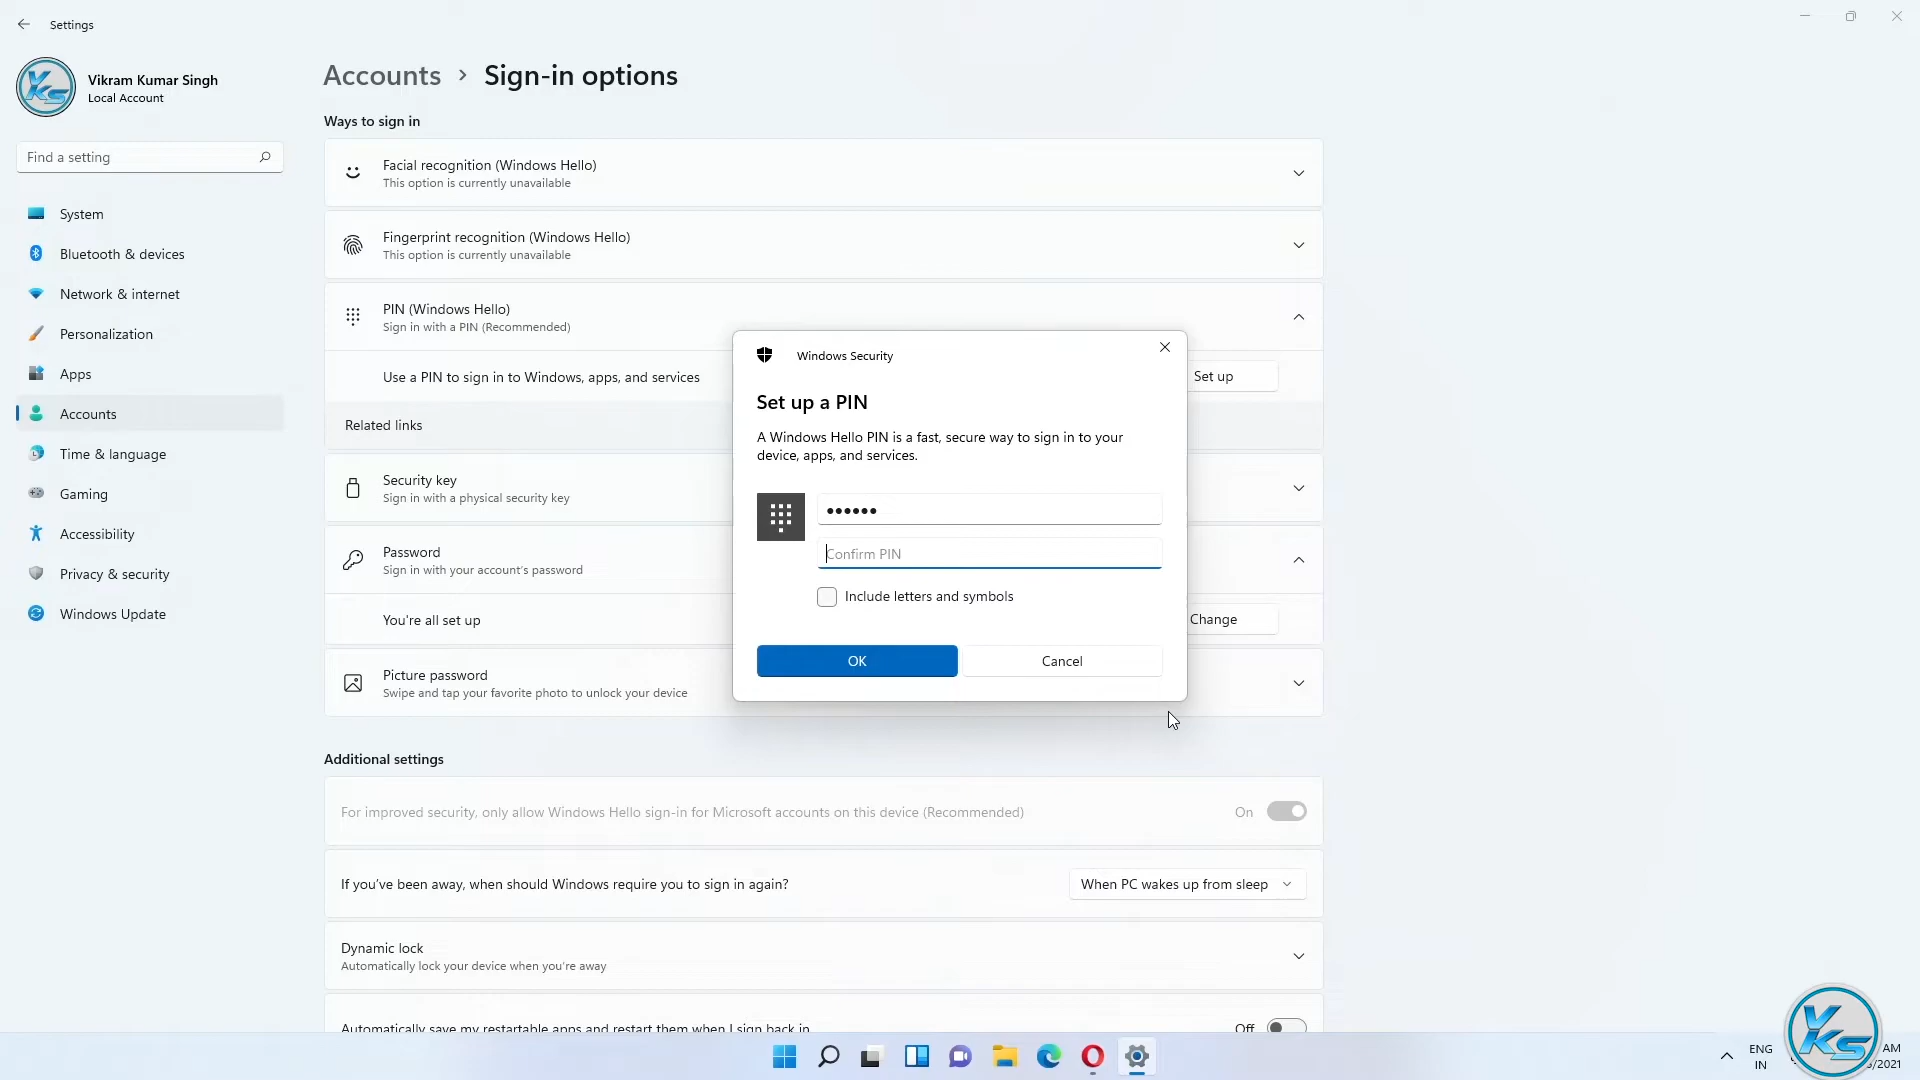 Settings
Vikram Kumar Singh
Local Account
Find a setting
System
Bluetooth & devices
Network & internet
Personalization
Apps
Accounts
Time & language
Gaming
Accessibility
Privacy & security
Windows Update
Accounts > Sign-in options
Ways to sign in
Facial recognition (Windows Hello)
This option is currently unavailable
Fingerprint recognition (Windows Hello)
This option is currently unavailable
PIN (Windows Hello)
Sign in with a PIN (Recommended)
Use a PIN to sign in to Windows, apps, and services
Set up
Related links
Security key
Sign in with a physical security key
Password
Sign in with your account's password
You're all set up
Change
Picture password
Swipe and tap your favorite photo to unlock your device
Windows Security
Set up a PIN
A Windows Hello PIN is a fast, secure way to sign in to your
device, apps, and services.
●●●●●●
Confirm PIN
Include letters and symbols
OK
Cancel
Additional settings
For improved security, only allow Windows Hello sign-in for Microsoft accounts on this device (Recommended)
On
If you've been away, when should Windows require you to sign in again?
When PC wakes up from sleep
Dynamic lock
Automatically lock your device when you're away
Automatically save my restartable apps and restart them when I sign back in
Off
ENG
IN
AM
/2021
YKS